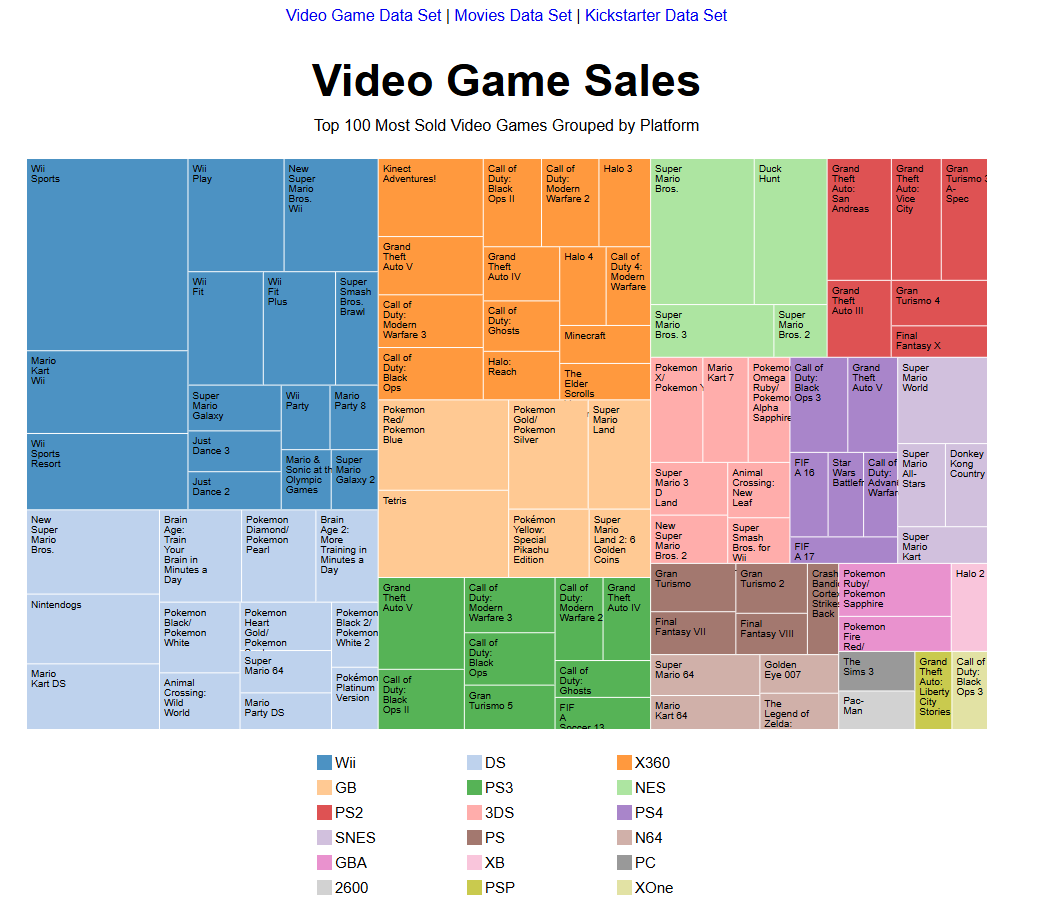 Video Game Data Set | Movies Data Set | Kickstarter Data Set
Video Game Sales
Top 100 Most Sold Video Games Grouped by Platform
Wii
Sports
Mario
Kart
Wii
Wii
Sports
Resort
Wii
Play
New
Super
Mario
Bros.
Wii
Wii
Fit
Wii
Fit
Plus
Super
Smash
Bros.
Brawl
Super
Mario
Galaxy
Just
Dance 3
Just
Dance 2
Wii
Party
Mario
Party 8
Mario &
Sonic at th
Olympic
Games
Super
Mario
Galaxy 2
New
Super
Mario
Bros.
Nintendogs
Mario
Kart DS
Brain
Age:
Train
Your
Brain in
Minutes a
Day
Pokemon
Diamond/
Pokemon
Pearl
Brain
Age 2:
More
Training in
Minutes a
Day
Pokemon
Black/
Pokemon
White
Animal
Crossing:
Wild
World
Pokemon
Heart
Gold/
Pokemon
Super
Mario 64
Mario
Party DS
Pokemon
Black 2/
Pokemon
White 2
Pokémon
Platinum
Version
Kinect
Adventures!
Grand
Theft
Auto V
Call of
Duty:
Modern
Warfare 3
Call of
Duty:
Black
Ops
Call of
Duty:
Black
Ops II
Call of
Duty:
Modern
Warfare 2
Halo 3
Grand
Theft
Auto IV
Call of
Duty:
Ghosts
Halo:
Reach
Halo 4
Call of
Duty 4:
Modern
Warfare
Minecraft
The
Elder
Scrolls
Pokemon
Red/
Pokemon
Blue
Tetris
Pokemon
Gold/
Pokemon
Silver
Super
Mario
Land
Pokémon
Yellow:
Special
Pikachu
Edition
Super
Mario
Land 2: 6
Golden
Coins
Grand
Theft
Auto V
Call of
Duty:
Black
Ops II
Call of
Duty:
Modern
Warfare 3
Call of
Duty:
Black
Ops
Gran
Turismo 5
Call of
Duty:
Modern
Warfare 2
Grand
Theft
Auto IV
Call of
Duty:
Ghosts
FIF
A
Soccer 13
Super
Mario
Bros.
Duck
Hunt
Super
Mario
Bros. 3
Super
Mario
Bros. 2
Grand
Theft
Auto:
San
Andreas
Grand
Theft
Auto:
Vice
City
Gran
Turismo 3
A-
Spec
Grand
Theft
Auto III
Gran
Turismo 4
Final
Fantasy X
Pokemon
X/
Pokemon
Mario
Kart 7
Pokemon
Omega
Ruby/
Pokemon
Alpha
Sapphire
Super
Mario 3
D
Land
New
Super
Mario
Bros. 2
Animal
Crossing:
New
Leaf
Super
Smash
Bros. for
Wii
Call of
Duty:
Black
Ops 3
Grand
Theft
Auto V
FIF
A 16
Star
Wars
Battlefr
Call of
Duty:
Advan
Warfar
FIF
A 17
Super
Mario
World
Super
Mario
All-
Stars
Donkey
Kong
Country
Super
Mario
Kart
Gran
Turismo
Final
Fantasy VII
Gran
Turismo 2
Final
Fantasy VIII
Crash
Bandic
Cortex
Strikes
Back
Super
Mario 64
Mario
Kart 64
Golden
Eye 007
The
Legend of
Zelda:
Pokemon
Ruby/
Pokemon
Sapphire
Pokemon
Fire
Red/
Halo 2
The
Sims 3
Pac-
Man
Grand
Theft
Auto:
Liberty
City
Stories
Call of
Duty:
Black
Ops 3
Wii
DS
X360
GB
PS3
NES
PS2
3DS
PS4
SNES
PS
N64
GBA
XB
PC
2600
PSP
XOne